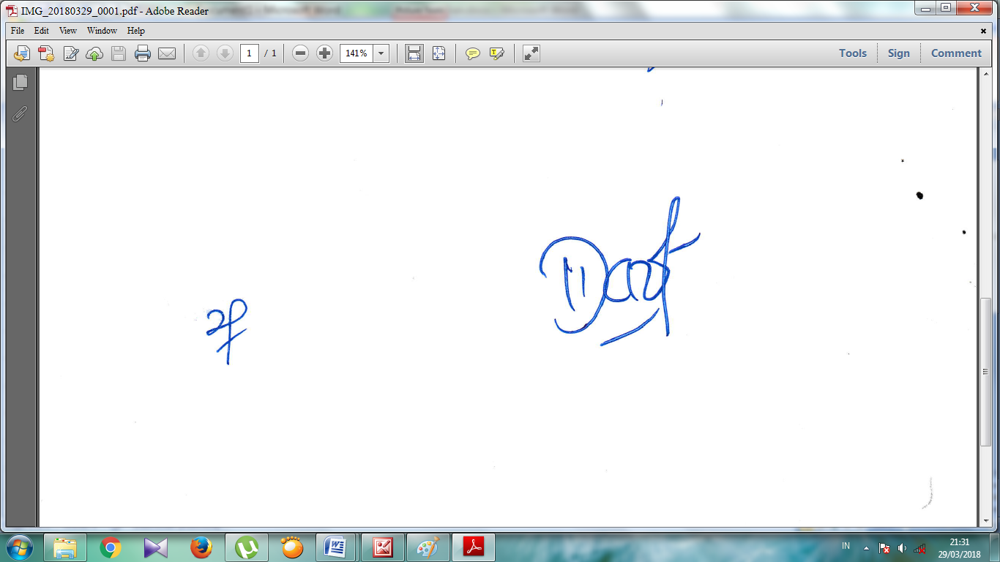 IMG_20180329_0001.pdf - Adobe Reader
File Edit View Window Help
1 / 1 141% Tools Sign Comment
IN 21:31
29/03/2018